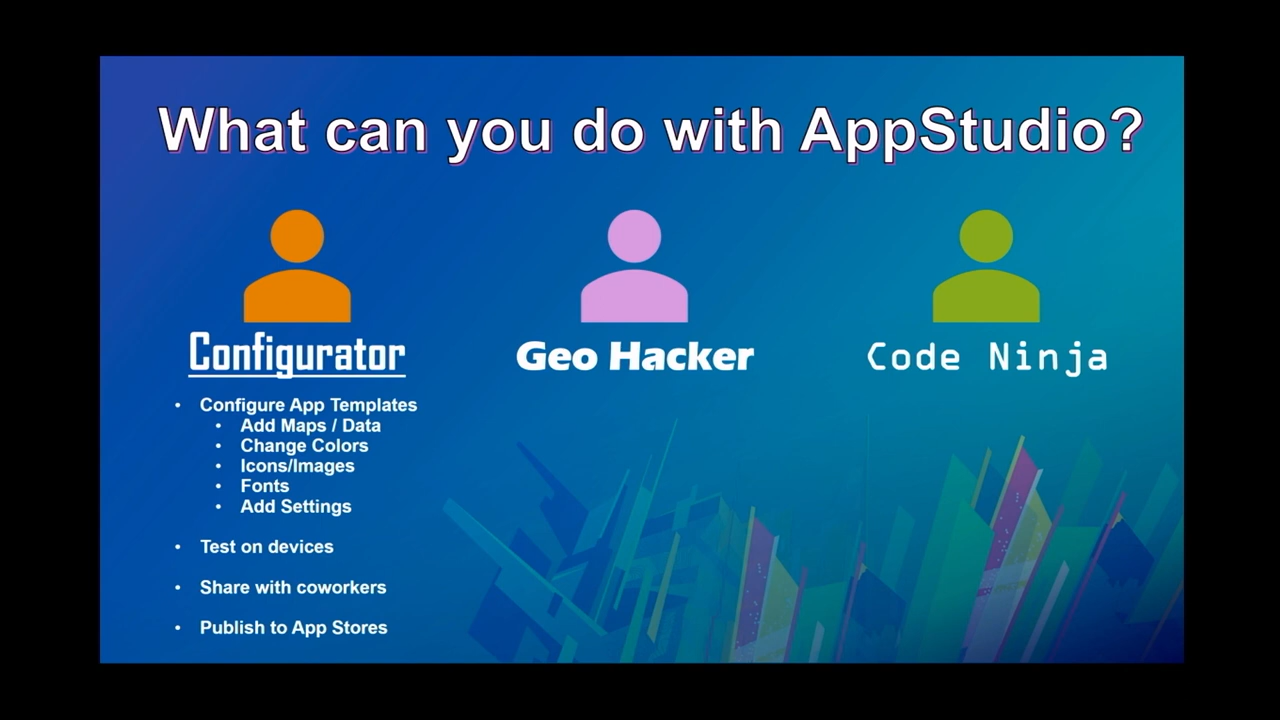 What can you do with AppStudio?
Configurator
Geo Hacker
Code Ninja
• Configure App Templates
• Add Maps / Data
• Change Colors
• Icons/Images
• Fonts
• Add Settings
• Test on devices
• Share with coworkers
• Publish to App Stores